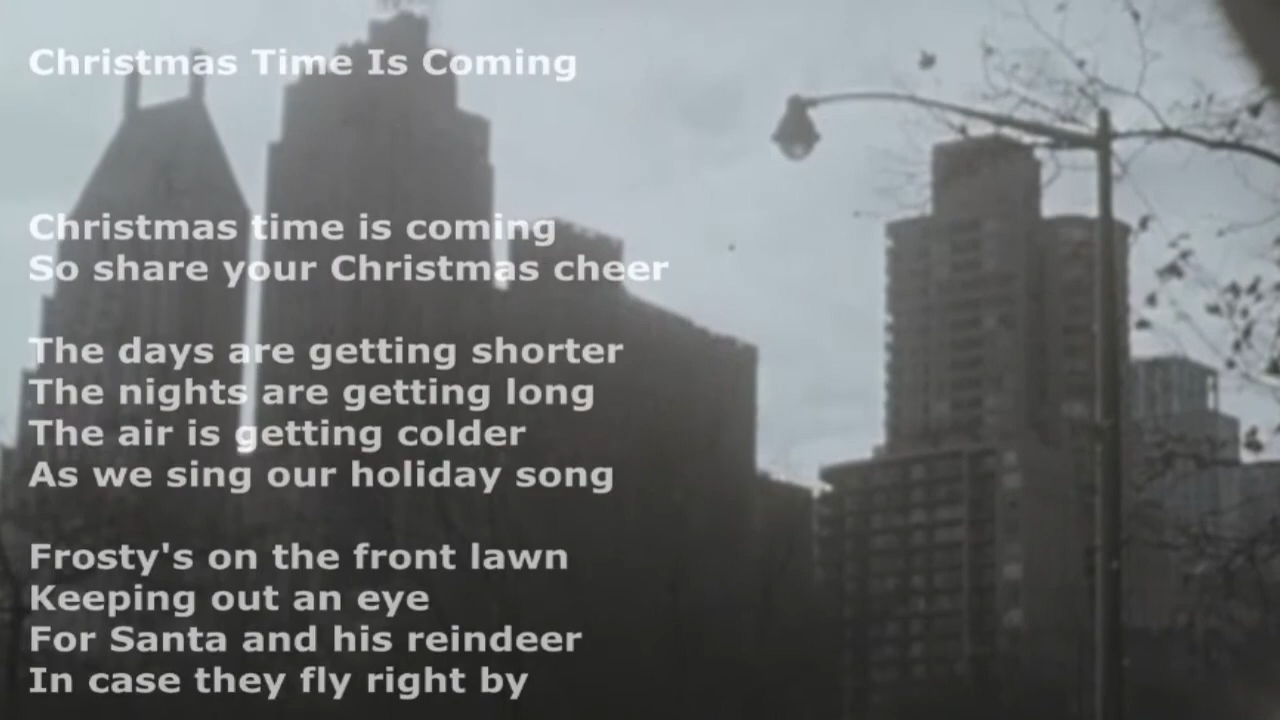 Christmas Time Is Coming
Christmas time is coming
So share your Christmas cheer
The days are getting shorter
The nights are getting long
The air is getting colder
As we sing our holiday song
Frosty's on the front lawn
Keeping out an eye
For Santa and his reindeer
In case they fly right by